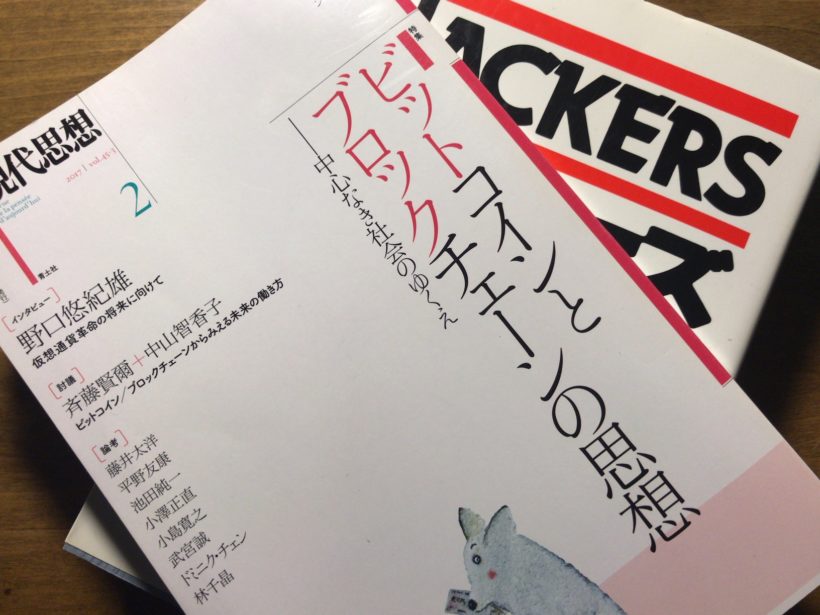 現代思想
la pensée
d'aujourd'hui
2017 | vol.45-3
2
青土社
特集
ビットコインと
ブロックチェーンの思想
―中心なき社会のゆくえ
[インタビュー]
野口悠紀雄
仮想通貨革命の将来に向けて
[討議]
斉藤賢爾+中山智香子
ビットコイン/ブロックチェーンからみえる未来の働き方
[論考]
藤井太洋
平野友康
池田純一
小澤正直
小島寛之
武宮誠
ドミニク・チェン
林千晶
ACKERS
ーズ